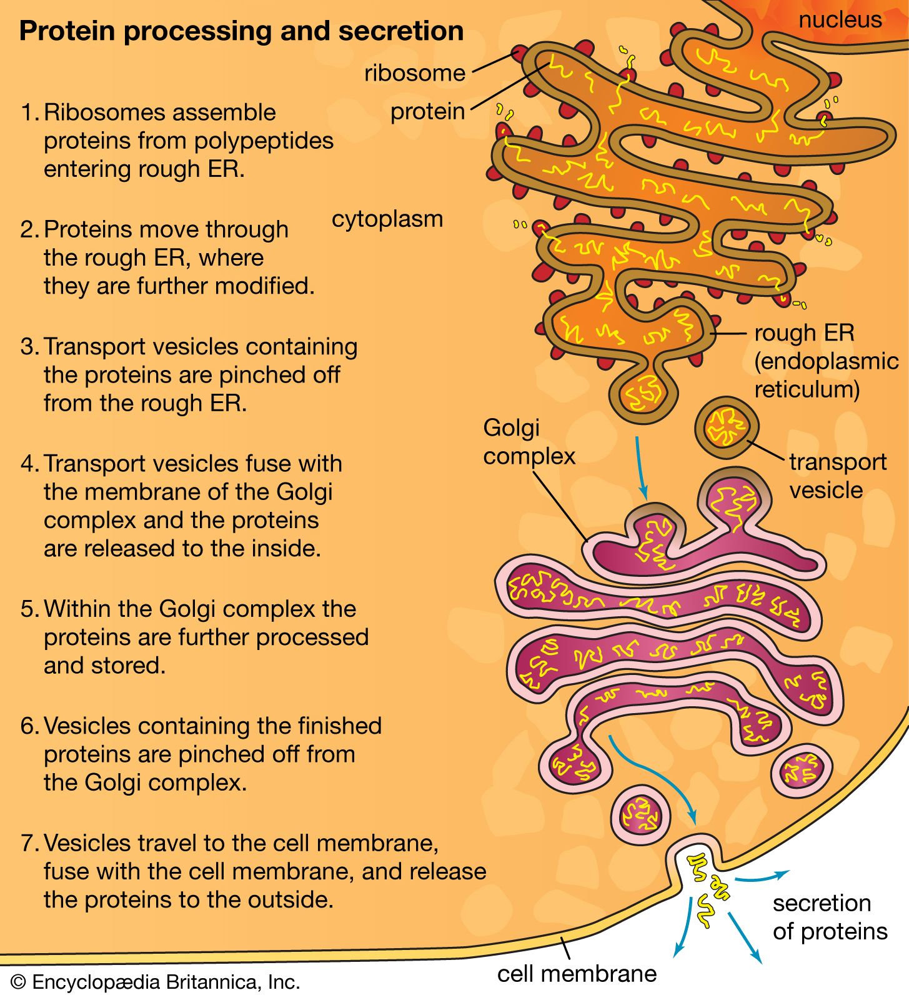 Protein processing and secretion
nucleus
ribosome
protein
1. Ribosomes assemble
proteins from polypeptides
entering rough ER.
cytoplasm
2. Proteins move through
the rough ER, where
they are further modified.
rough ER
(endoplasmic
reticulum)
3. Transport vesicles containing
the proteins are pinched off
from the rough ER.
Golgi
complex
transport
vesicle
4. Transport vesicles fuse with
the membrane of the Golgi
complex and the proteins
are released to the inside.
5. Within the Golgi complex the
proteins are further processed
and stored.
6. Vesicles containing the finished
proteins are pinched off from
the Golgi complex.
7. Vesicles travel to the cell membrane,
fuse with the cell membrane, and release
the proteins to the outside.
secretion
of proteins
cell membrane
© Encyclopædia Britannica, Inc.